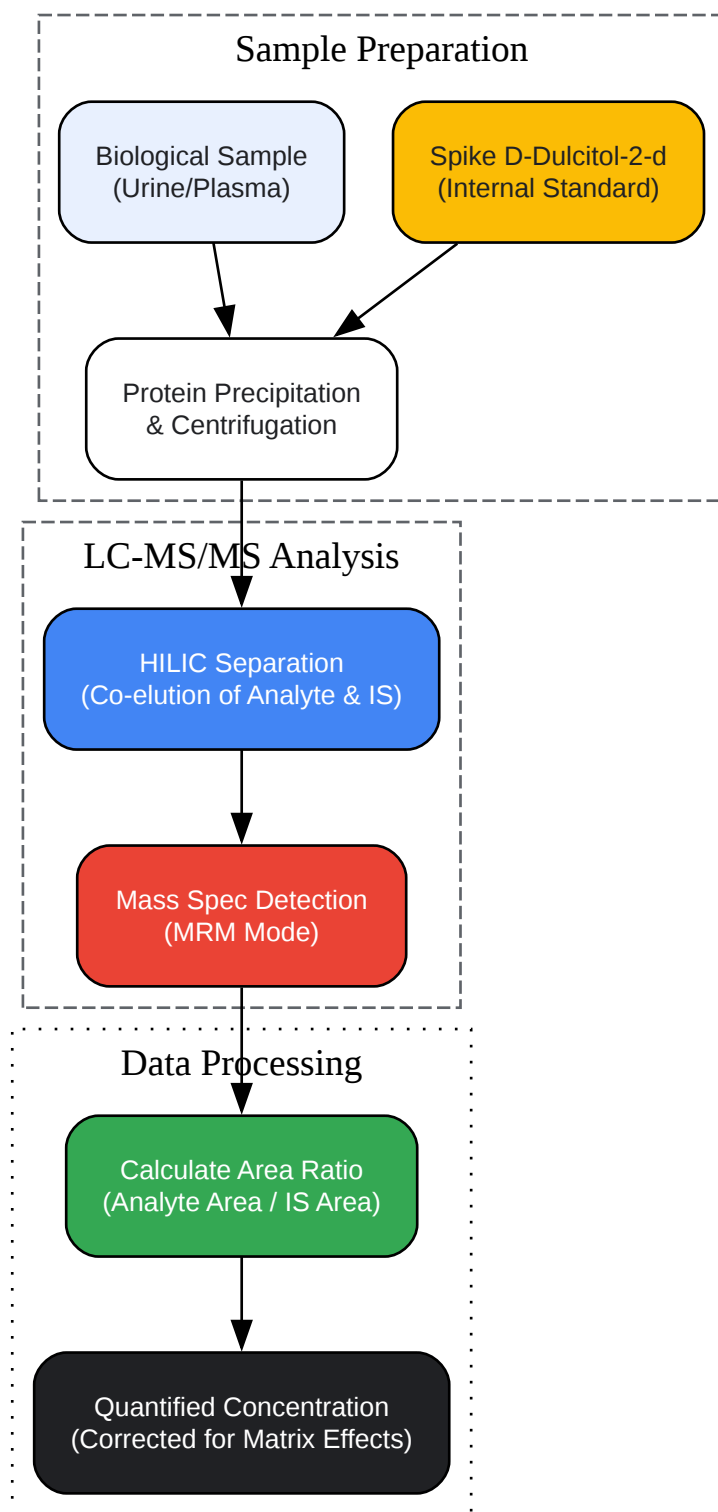 Sample Preparation
Biological Sample
(Urine/Plasma)
Spike D-Dulcitol-2-d
(Internal Standard)
Protein Precipitation
& Centrifugation
LC-MS/MS Analysis
HILIC Separation
(Co-elution of Analyte & IS)
Mass Spec Detection
(MRM Mode)
Data Processing
Calculate Area Ratio
(Analyte Area / IS Area)
Quantified Concentration
(Corrected for Matrix Effects)